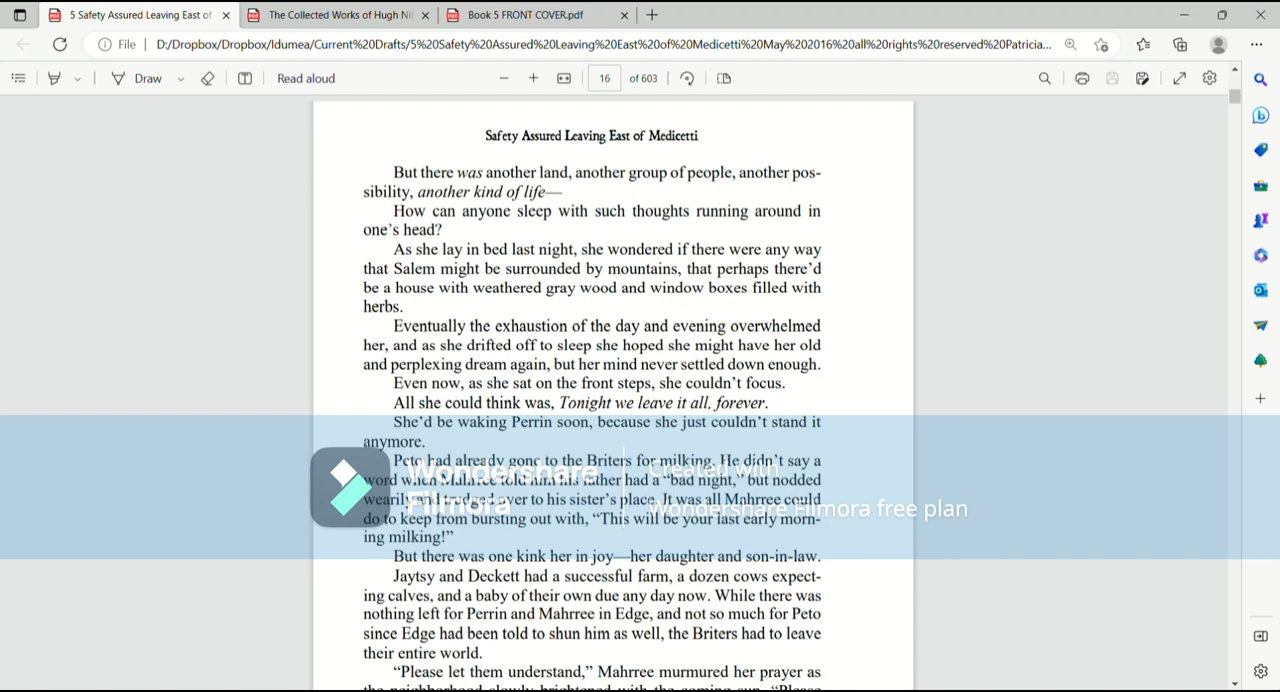 5 Safety Assured Leaving East of
The Collected Works of Hugh Ni
Book 5 FRONT COVER.pdf
File
D:/Dropbox/Dropbox/Idumea/Current%20Drafts/5%20Safety%20Assured%20Leaving%20East%20of%20Medicetti%20May%202016%20all%20rights%20reserved%20Patricia...
Draw
Read aloud
16
of 603
Safety Assured Leaving East of Medicetti
But there was another land, another group of people, another pos-
sibility, another kind of life—
How can anyone sleep with such thoughts running around in
one's head?
As she lay in bed last night, she wondered if there were any way
that Salem might be surrounded by mountains, that perhaps there'd
be a house with weathered gray wood and window boxes filled with
herbs.
Eventually the exhaustion of the day and evening overwhelmed
her, and as she drifted off to sleep she hoped she might have her old
and perplexing dream again, but her mind never settled down enough.
Even now, as she sat on the front steps, she couldn't focus.
All she could think was, Tonight we leave it all, forever.
She'd be waking Perrin soon, because she just couldn't stand it
anymore.
Peto had already gone to the Briters for milking. He didn't say a
word when Mahrree told him his father had a "bad night," but nodded
wearily and trudged over to his sister's place. It was all Mahrree could
do to keep from bursting out with, "This will be your last early morn-
ing milking!"
Wondershare
Filmora
Created with
Wondershare Filmora free plan
But there was one kink her in joy—her daughter and son-in-law.
Jaytsy and Deckett had a successful farm, a dozen cows expect-
ing calves, and a baby of their own due any day now. While there was
nothing left for Perrin and Mahrree in Edge, and not so much for Peto
since Edge had been told to shun him as well, the Briters had to leave
their entire world.
"Please let them understand," Mahrree murmured her prayer as
the neighborhood slowly brightened with the coming sun. "Please